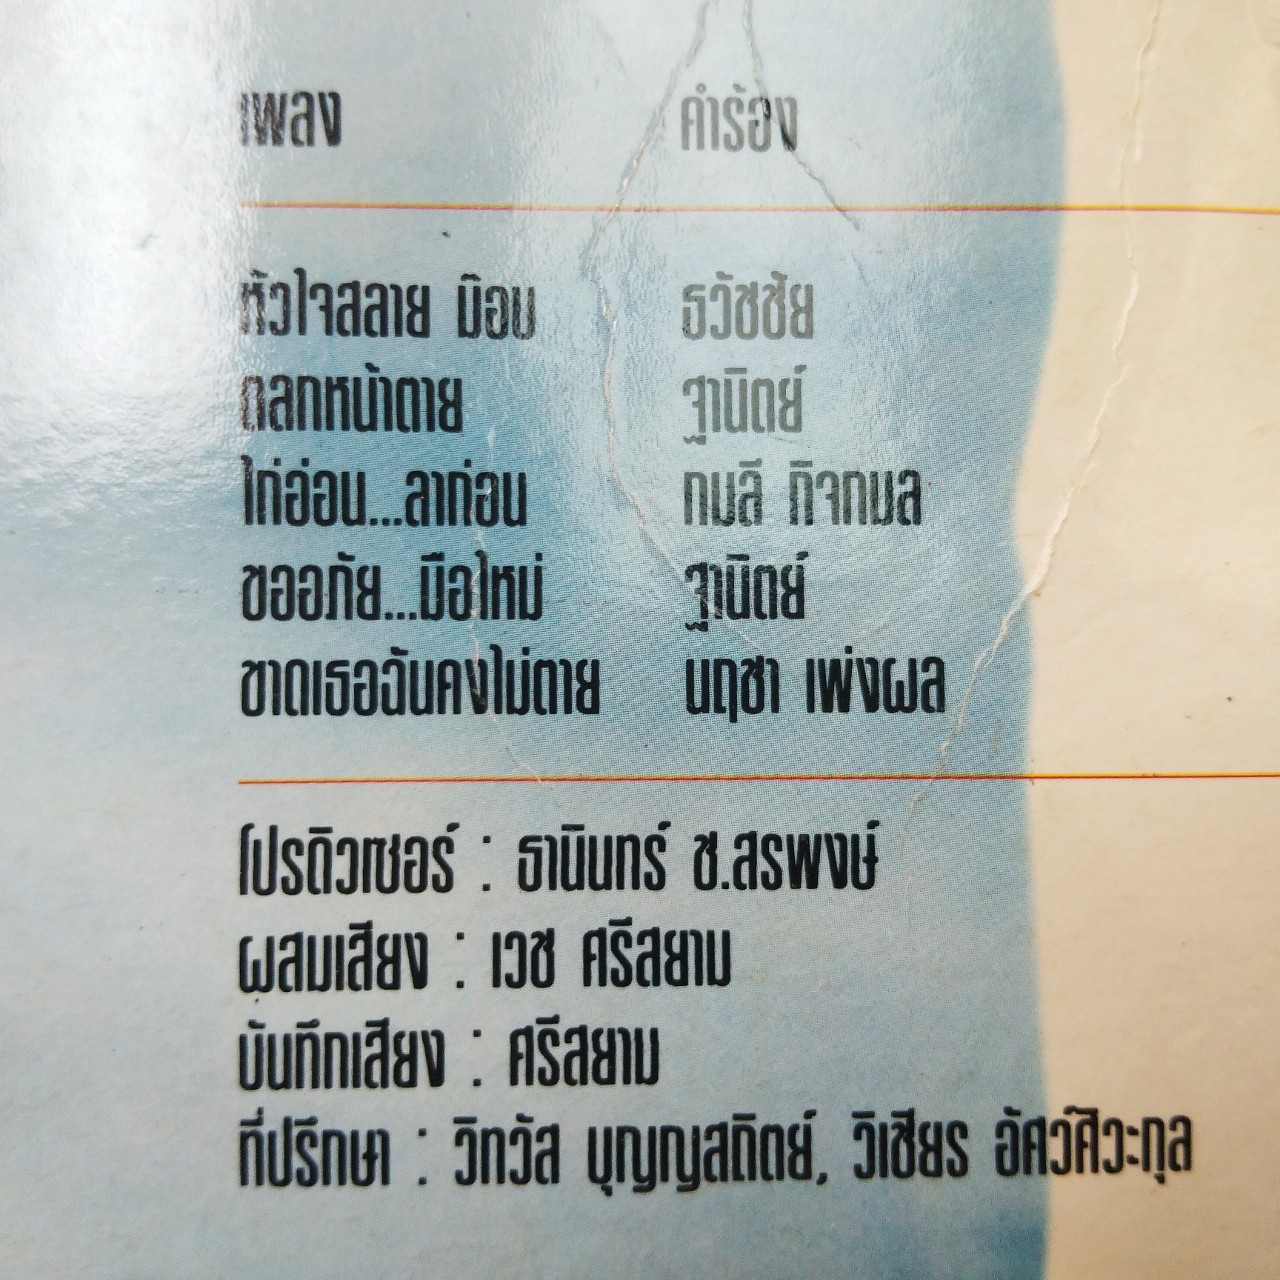 เพลง คำร้อง
หัวใจสลาย ม๊อบ ธวัชชัย
ตลกหน้าตาย ฐานิตย์
ไก่อ่อน...ลาก่อน กมลี กิจกมล
ขออภัย...มือใหม่ ฐานิตย์
ขาดเธอฉันคงไม่ตาย นฤชา เพ่งผล
โปรดิวเซอร์ : ธานินทร์ ช.สรพงษ์
ผสมเสียง : เวช ศรีสยาม
บันทึกเสียง : ศรีสยาม
ที่ปรึกษา : วิทวัส บุญญสถิตย์, วิเชียร อัศว์ศิวะกุล